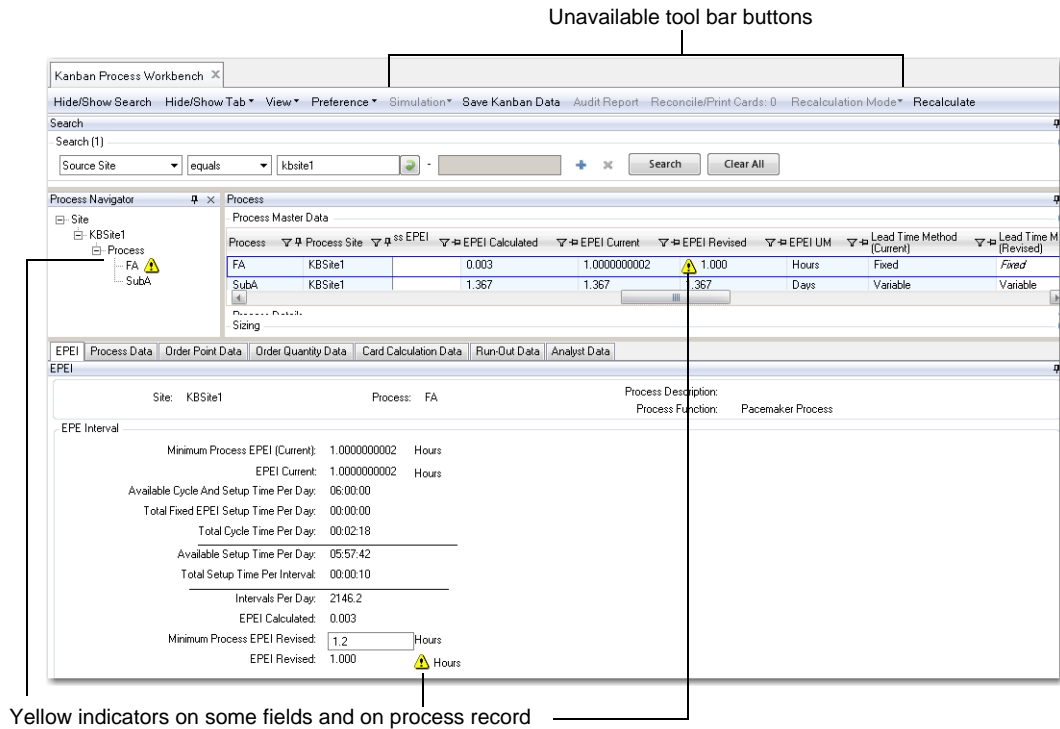 Unavailable tool bar buttons
Kanban Process Workbench
Hide/Show Search Hide/Show Tab View Preference Simulation Save Kanban Data Audit Report Reconcile/Print Cards: 0 Recalculation Mode Recalculate
Search
Search (1)
Source Site equals kbsite1 - Search Clear All
Process Navigator Process
Site
KBSite1
Process
FA
SubA
Process Master Data
Process Process Site ss EPEI EPEI Calculated EPEI Current EPEI Revised EPEI UM Lead Time Method (Current) Lead Time M (Revised)
FA KBSite1 0.003 1.0000000002 1.000 Hours Fixed Fixed
SubA KBSite1 1.367 1.367 1.367 Days Variable Variable
Sizing
EPEI Process Data Order Point Data Order Quantity Data Card Calculation Data Run-Out Data Analyst Data
EPEI
Site: KBSite1 Process: FA Process Description:
Process Function: Pacemaker Process
EPE Interval
Minimum Process EPEI (Current): 1.0000000002 Hours
EPEI Current: 1.0000000002 Hours
Available Cycle And Setup Time Per Day: 06:00:00
Total Fixed EPEI Setup Time Per Day: 00:00:00
Total Cycle Time Per Day: 00:02:18
Available Setup Time Per Day: 05:57:42
Total Setup Time Per Interval: 00:00:10
Intervals Per Day: 2146.2
EPEI Calculated: 0.003
Minimum Process EPEI Revised: 1.2 Hours
EPEI Revised: 1.000 Hours
Yellow indicators on some fields and on process record